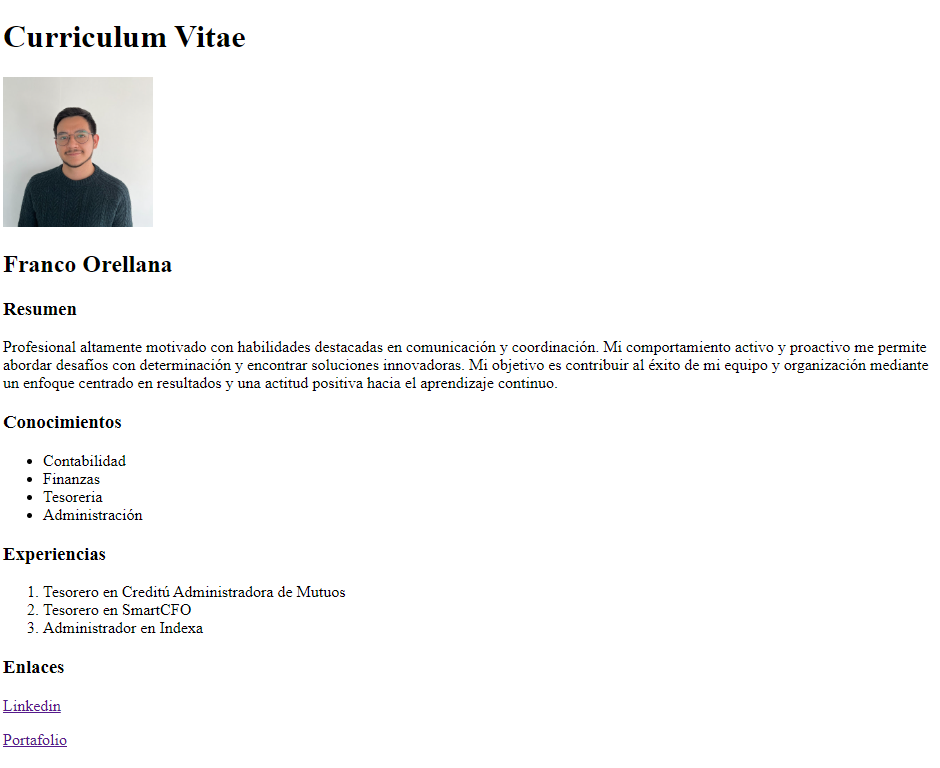 Curriculum Vitae
Franco Orellana
Resumen
Profesional altamente motivado con habilidades destacadas en comunicación y coordinación. Mi comportamiento activo y proactivo me permite
abordar desafíos con determinación y encontrar soluciones innovadoras. Mi objetivo es contribuir al éxito de mi equipo y organización mediante
un enfoque centrado en resultados y una actitud positiva hacia el aprendizaje continuo.
Conocimientos
• Contabilidad
• Finanzas
• Tesoreria
• Administración
Experiencias
1. Tesorero en Creditú Administradora de Mutuos
2. Tesorero en SmartCFO
3. Administrador en Indexa
Enlaces
Linkedin
Portafolio